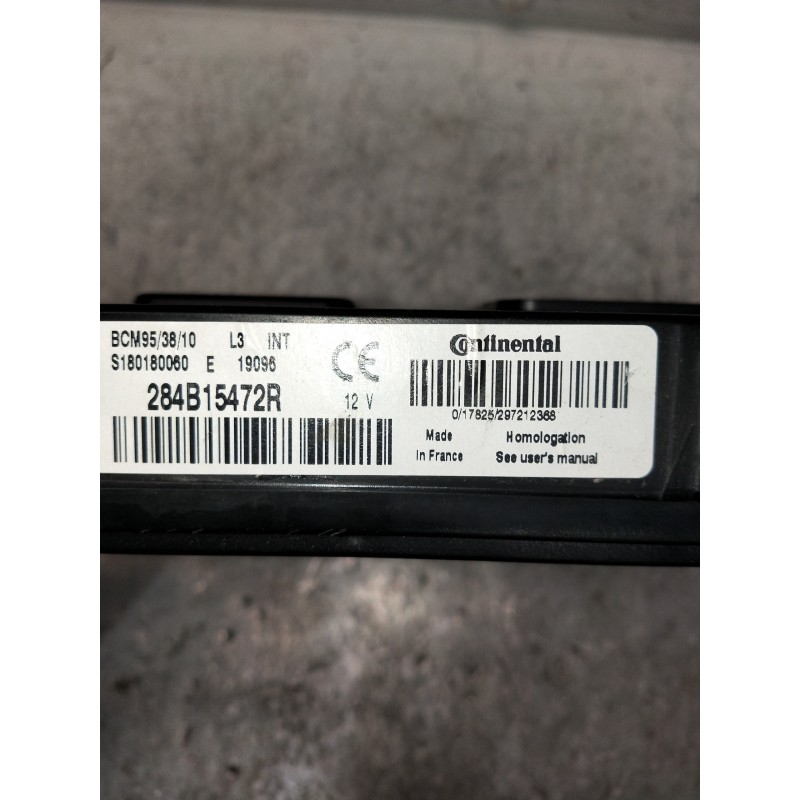 BCM95/38/10 L3 INT
S180180060 E 19096
284B15472R
12 V
CE
Continental
0/17825/297212368
Made
in France
Homologation
See user's manual